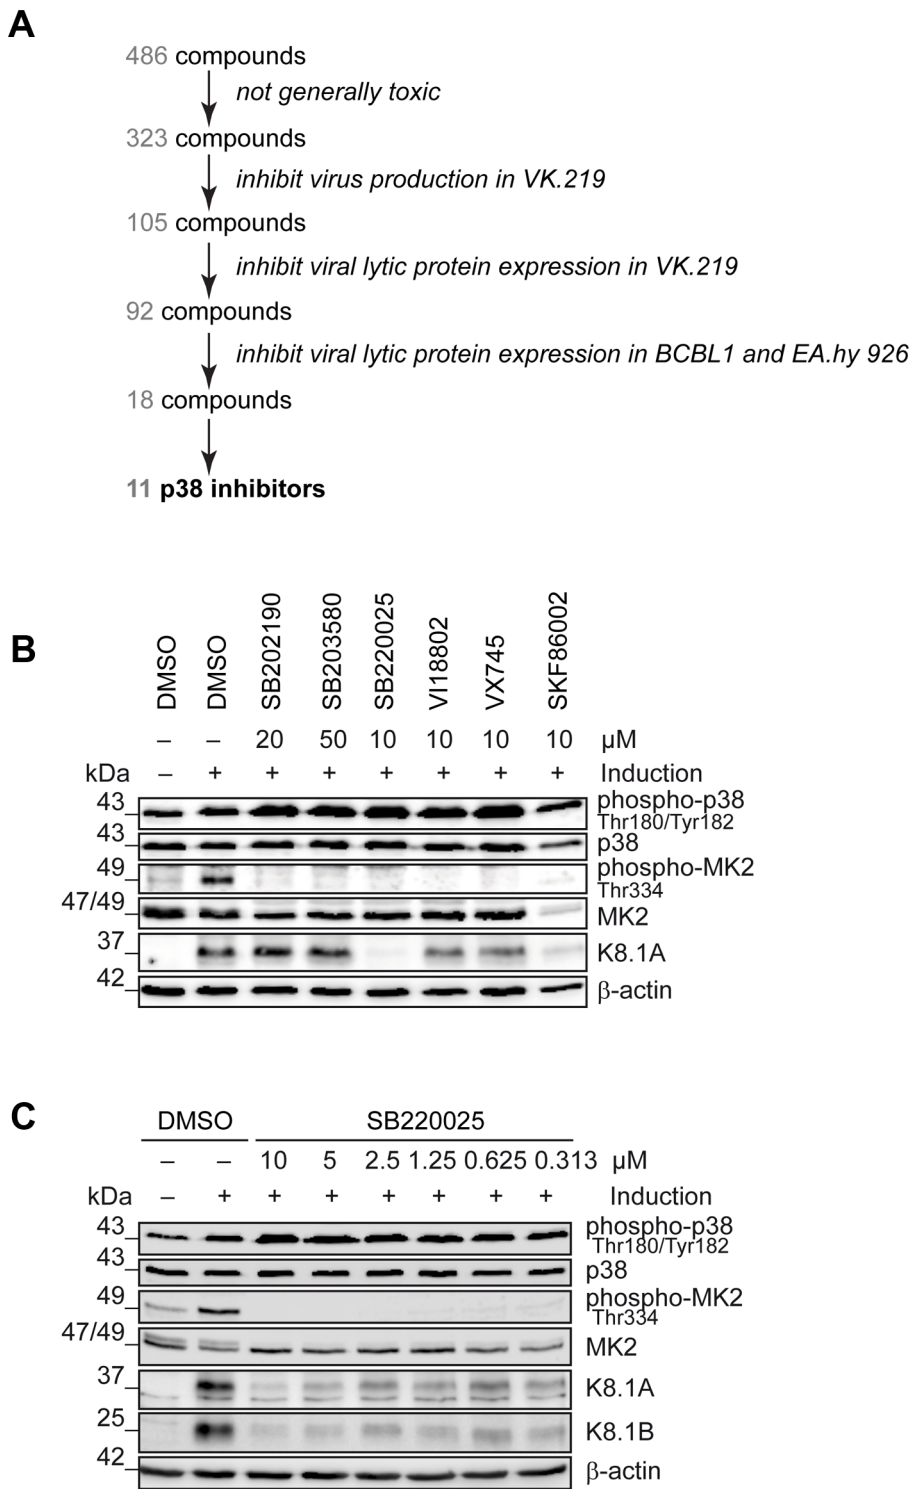 A
486 compounds
not generally toxic
323 compounds
inhibit virus production in VK.219
105 compounds
inhibit viral lytic protein expression in VK.219
92 compounds
inhibit viral lytic protein expression in BCBL1 and EA.hy 926
18 compounds
11 p38 inhibitors
B
DMSO DMSO SB202190 SB203580 SB220025 VI18802 VX745 SKF86002
– – 20 50 10 10 10 10 µM
kDa – + + + + + + + Induction
43 phospho-p38
Thr180/Tyr182
43 p38
49 phospho-MK2
Thr334
47/49 MK2
37 K8.1A
42 β-actin
C
DMSO SB220025
– – 10 5 2.5 1.25 0.625 0.313 µM
kDa – + + + + + + + Induction
43 phospho-p38
Thr180/Tyr182
43 p38
49 phospho-MK2
Thr334
47/49 MK2
37 K8.1A
25 K8.1B
42 β-actin